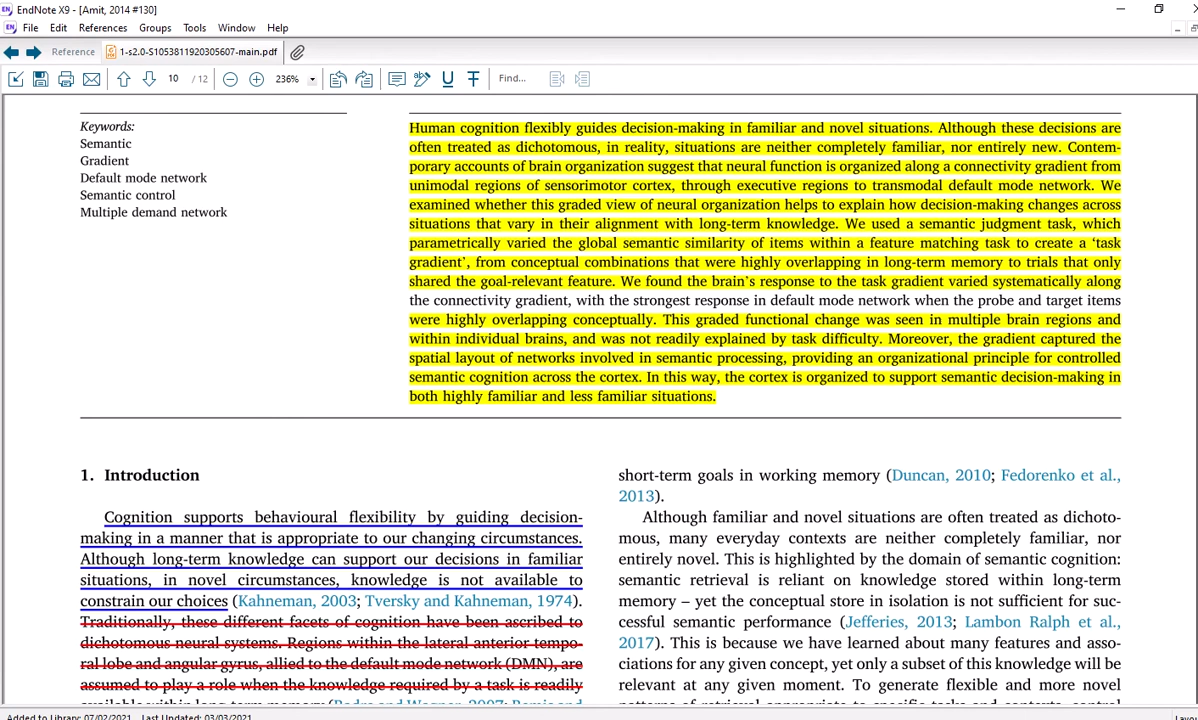 EndNote X9 - [Amit, 2014 #130]
File Edit References Groups Tools Window Help
Reference 1-s2.0-S1053811920305607-main.pdf
10 / 12 236% Find...
Keywords:
Semantic
Gradient
Default mode network
Semantic control
Multiple demand network
Human cognition flexibly guides decision-making in familiar and novel situations. Although these decisions are
often treated as dichotomous, in reality, situations are neither completely familiar, nor entirely new. Contem-
porary accounts of brain organization suggest that neural function is organized along a connectivity gradient from
unimodal regions of sensorimotor cortex, through executive regions to transmodal default mode network. We
examined whether this graded view of neural organization helps to explain how decision-making changes across
situations that vary in their alignment with long-term knowledge. We used a semantic judgment task, which
parametrically varied the global semantic similarity of items within a feature matching task to create a ‘task
gradient’, from conceptual combinations that were highly overlapping in long-term memory to trials that only
shared the goal-relevant feature. We found the brain’s response to the task gradient varied systematically along
the connectivity gradient, with the strongest response in default mode network when the probe and target items
were highly overlapping conceptually. This graded functional change was seen in multiple brain regions and
within individual brains, and was not readily explained by task difficulty. Moreover, the gradient captured the
spatial layout of networks involved in semantic processing, providing an organizational principle for controlled
semantic cognition across the cortex. In this way, the cortex is organized to support semantic decision-making in
both highly familiar and less familiar situations.
1. Introduction
Cognition supports behavioural flexibility by guiding decision-
making in a manner that is appropriate to our changing circumstances.
Although long-term knowledge can support our decisions in familiar
situations, in novel circumstances, knowledge is not available to
constrain our choices (Kahneman, 2003; Tversky and Kahneman, 1974).
Traditionally, these different facets of cognition have been ascribed to
dichotomous neural systems. Regions within the lateral anterior tempo-
ral lobe and angular gyrus, allied to the default mode network (DMN), are
assumed to play a role when the knowledge required by a task is readily
available within long-term memory
short-term goals in working memory (Duncan, 2010; Fedorenko et al.,
2013).
Although familiar and novel situations are often treated as dichoto-
mous, many everyday contexts are neither completely familiar, nor
entirely novel. This is highlighted by the domain of semantic cognition:
semantic retrieval is reliant on knowledge stored within long-term
memory – yet the conceptual store in isolation is not sufficient for suc-
cessful semantic performance (Jefferies, 2013; Lambon Ralph et al.,
2017). This is because we have learned about many features and asso-
ciations for any given concept, yet only a subset of this knowledge will be
relevant at any given moment. To generate flexible and more novel
Added to Library: 07/02/2021 Last Updated: 03/03/2021